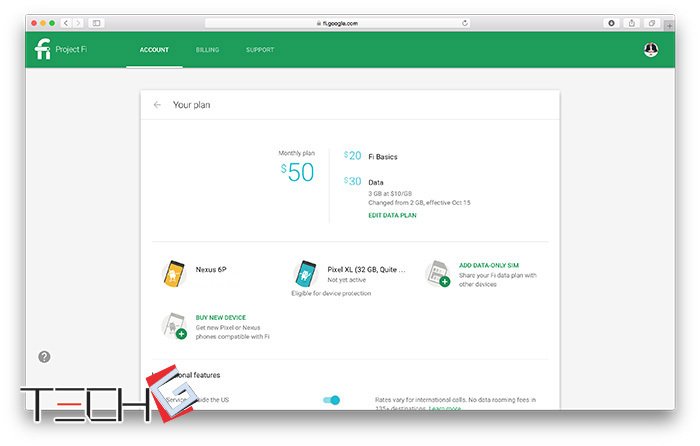 fi.google.com
fi Project Fi ACCOUNT BILLING SUPPORT
Your plan
Monthly plan
$50
$20 Fi Basics
$30 Data
3 GB at $10/GB
Changed from 2 GB, effective Oct 15
EDIT DATA PLAN
Nexus 6P
Pixel XL (32 GB, Quite ...
Not yet active
Eligible for device protection
ADD DATA-ONLY SIM
Share your Fi data plan with
other devices
BUY NEW DEVICE
Get new Pixel or Nexus
phones compatible with Fi
?
ional features
Service side the US
Rates vary for international calls. No data roaming fees in
135+ destinations. Learn more
TECH G